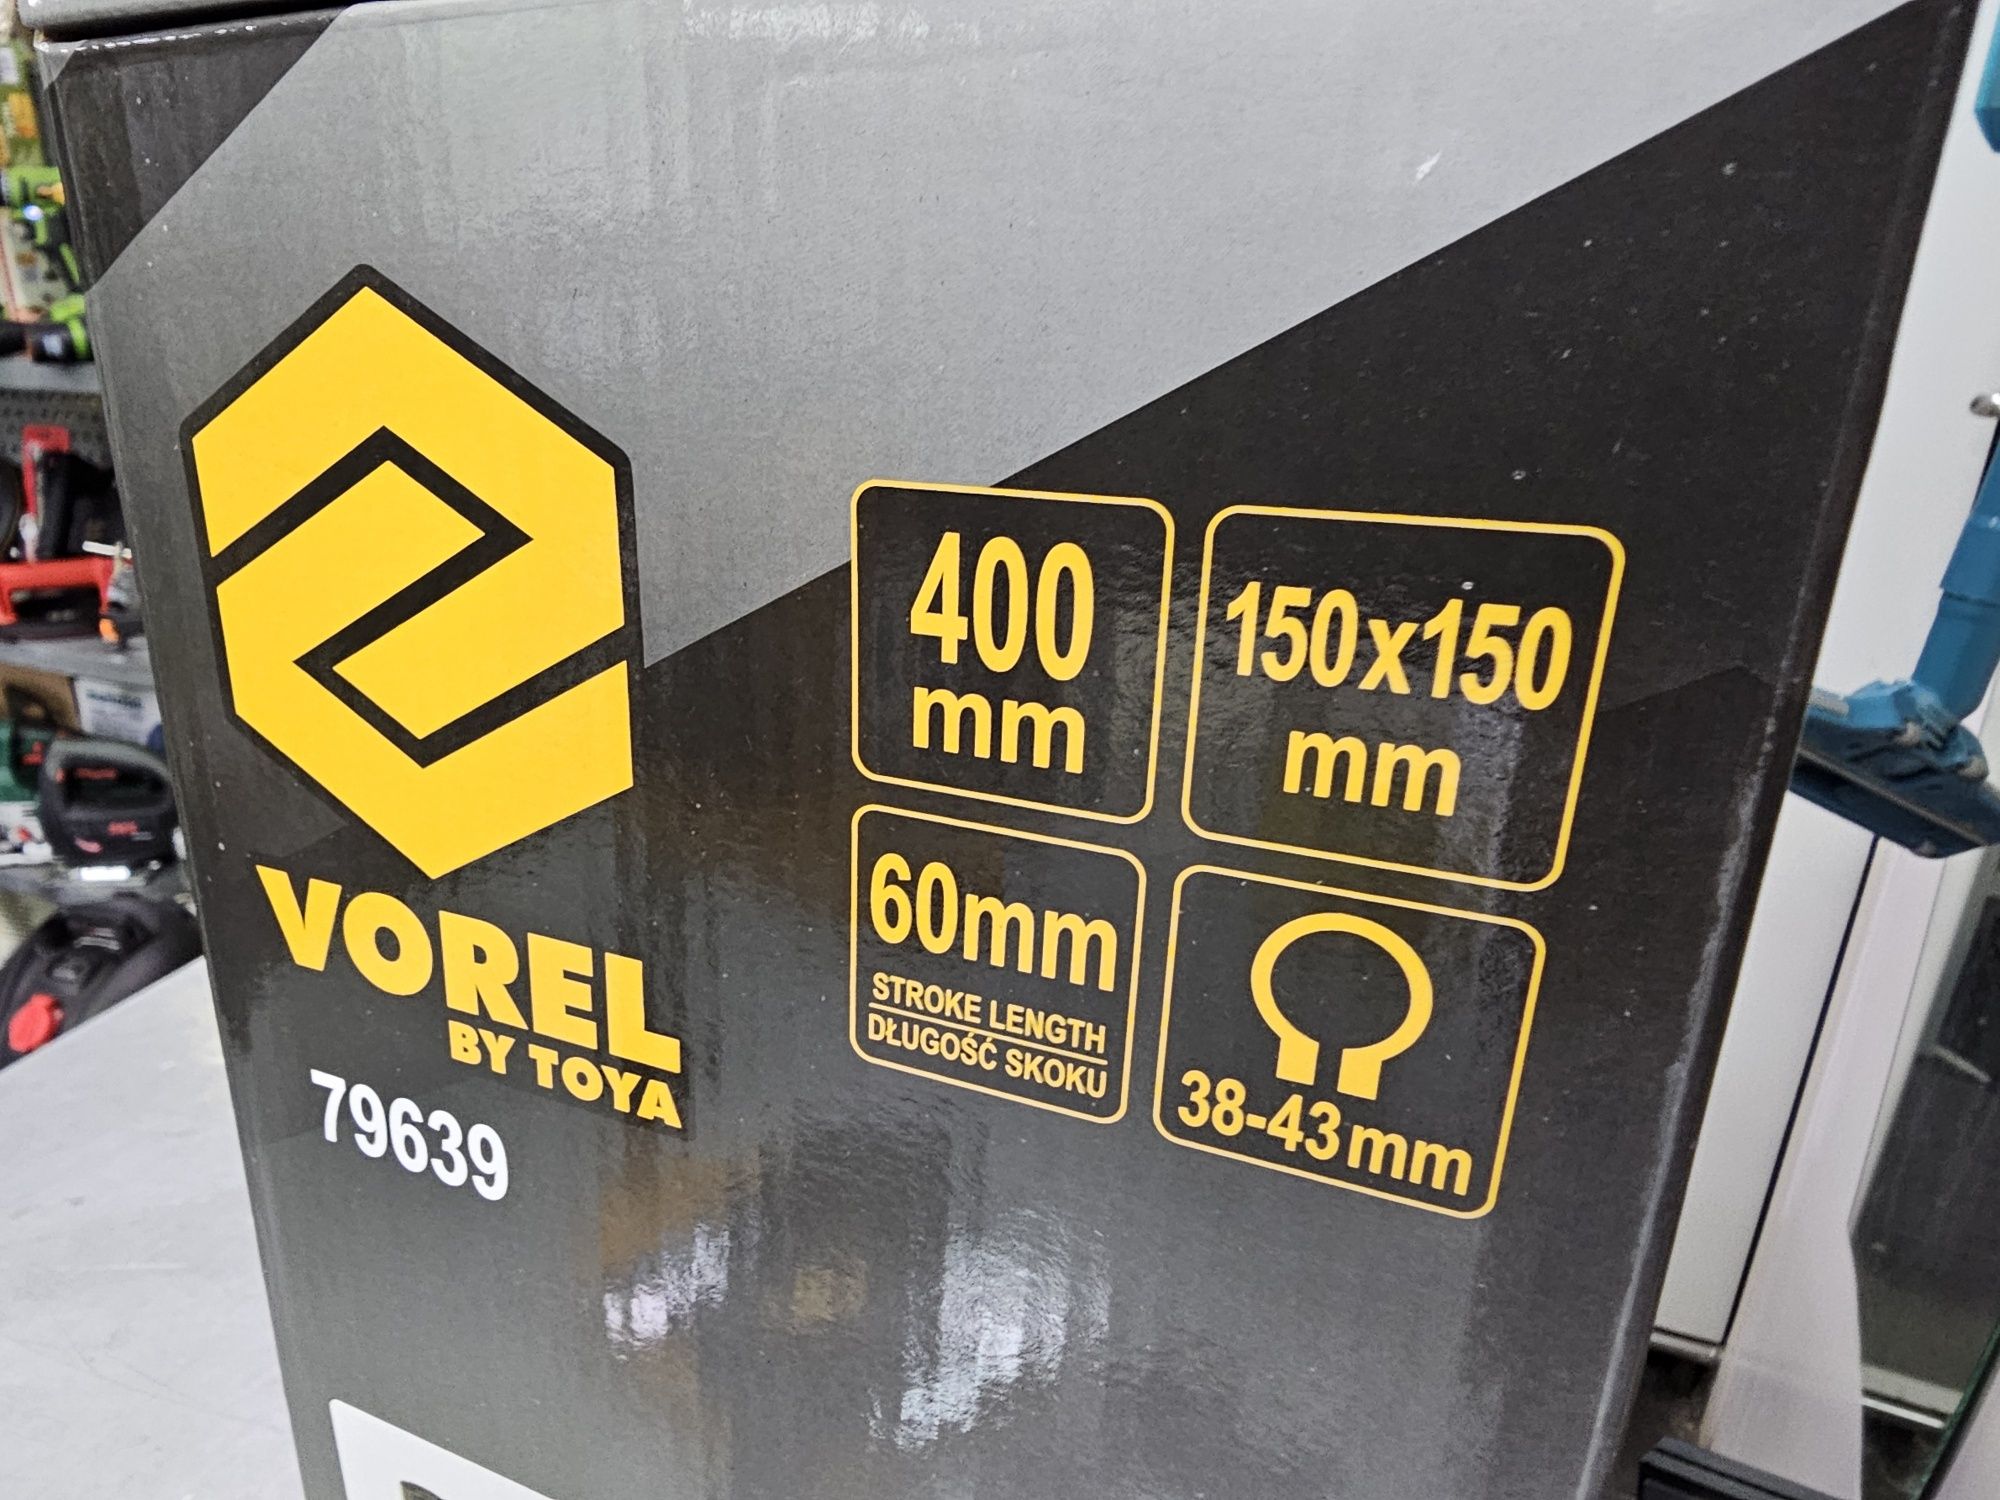 VOREL
BY TOYA
79639
400
mm
150x150
mm
60mm
STROKE LENGTH
DŁUGOŚĆ SKOKU
38-43mm